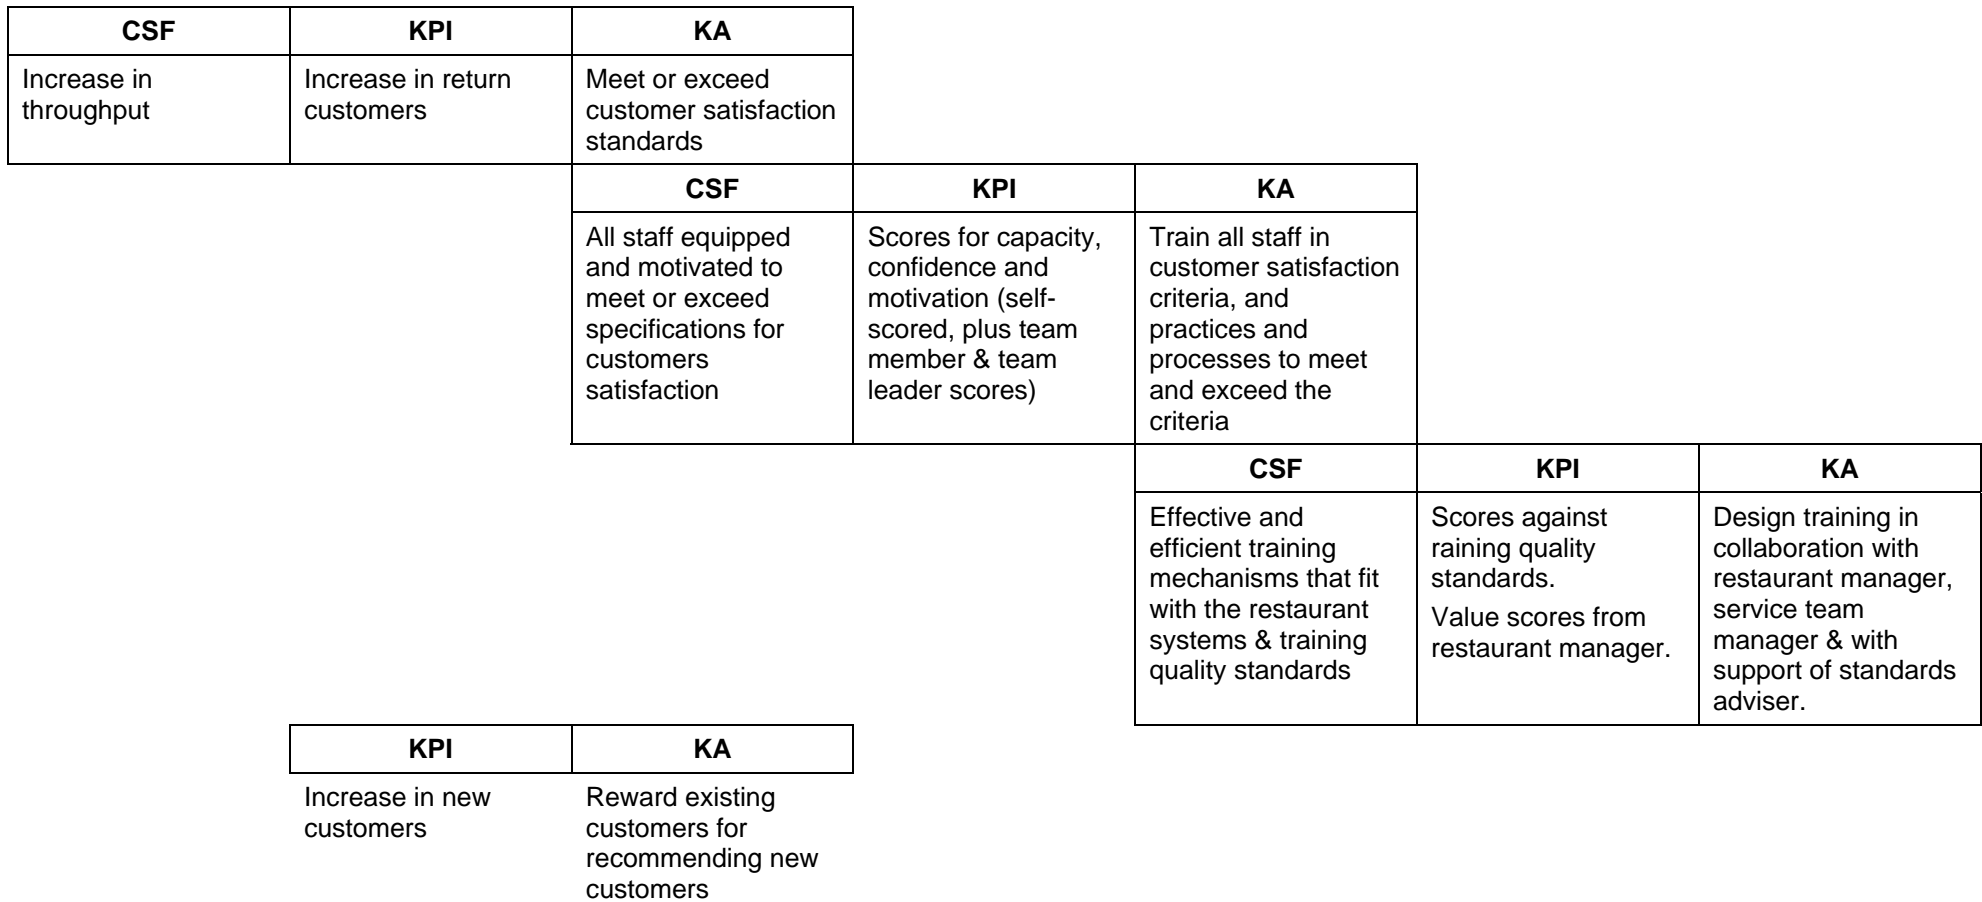 CSF
KPI
KA
Increase in
throughput
Increase in return
customers
Meet or exceed
customer satisfaction
standards
CSF
KPI
KA
All staff equipped
and motivated to
meet or exceed
specifications for
customers
satisfaction
Scores for capacity,
confidence and
motivation (self-
scored, plus team
member & team
leader scores)
Train all staff in
customer satisfaction
criteria, and
practices and
processes to meet
and exceed the
criteria
CSF
KPI
KA
Effective and
efficient training
mechanisms that fit
with the restaurant
systems & training
quality standards
Scores against
raining quality
standards.
Value scores from
restaurant manager.
Design training in
collaboration with
restaurant manager,
service team
manager & with
support of standards
adviser.
KPI
KA
Increase in new
customers
Reward existing
customers for
recommending new
customers